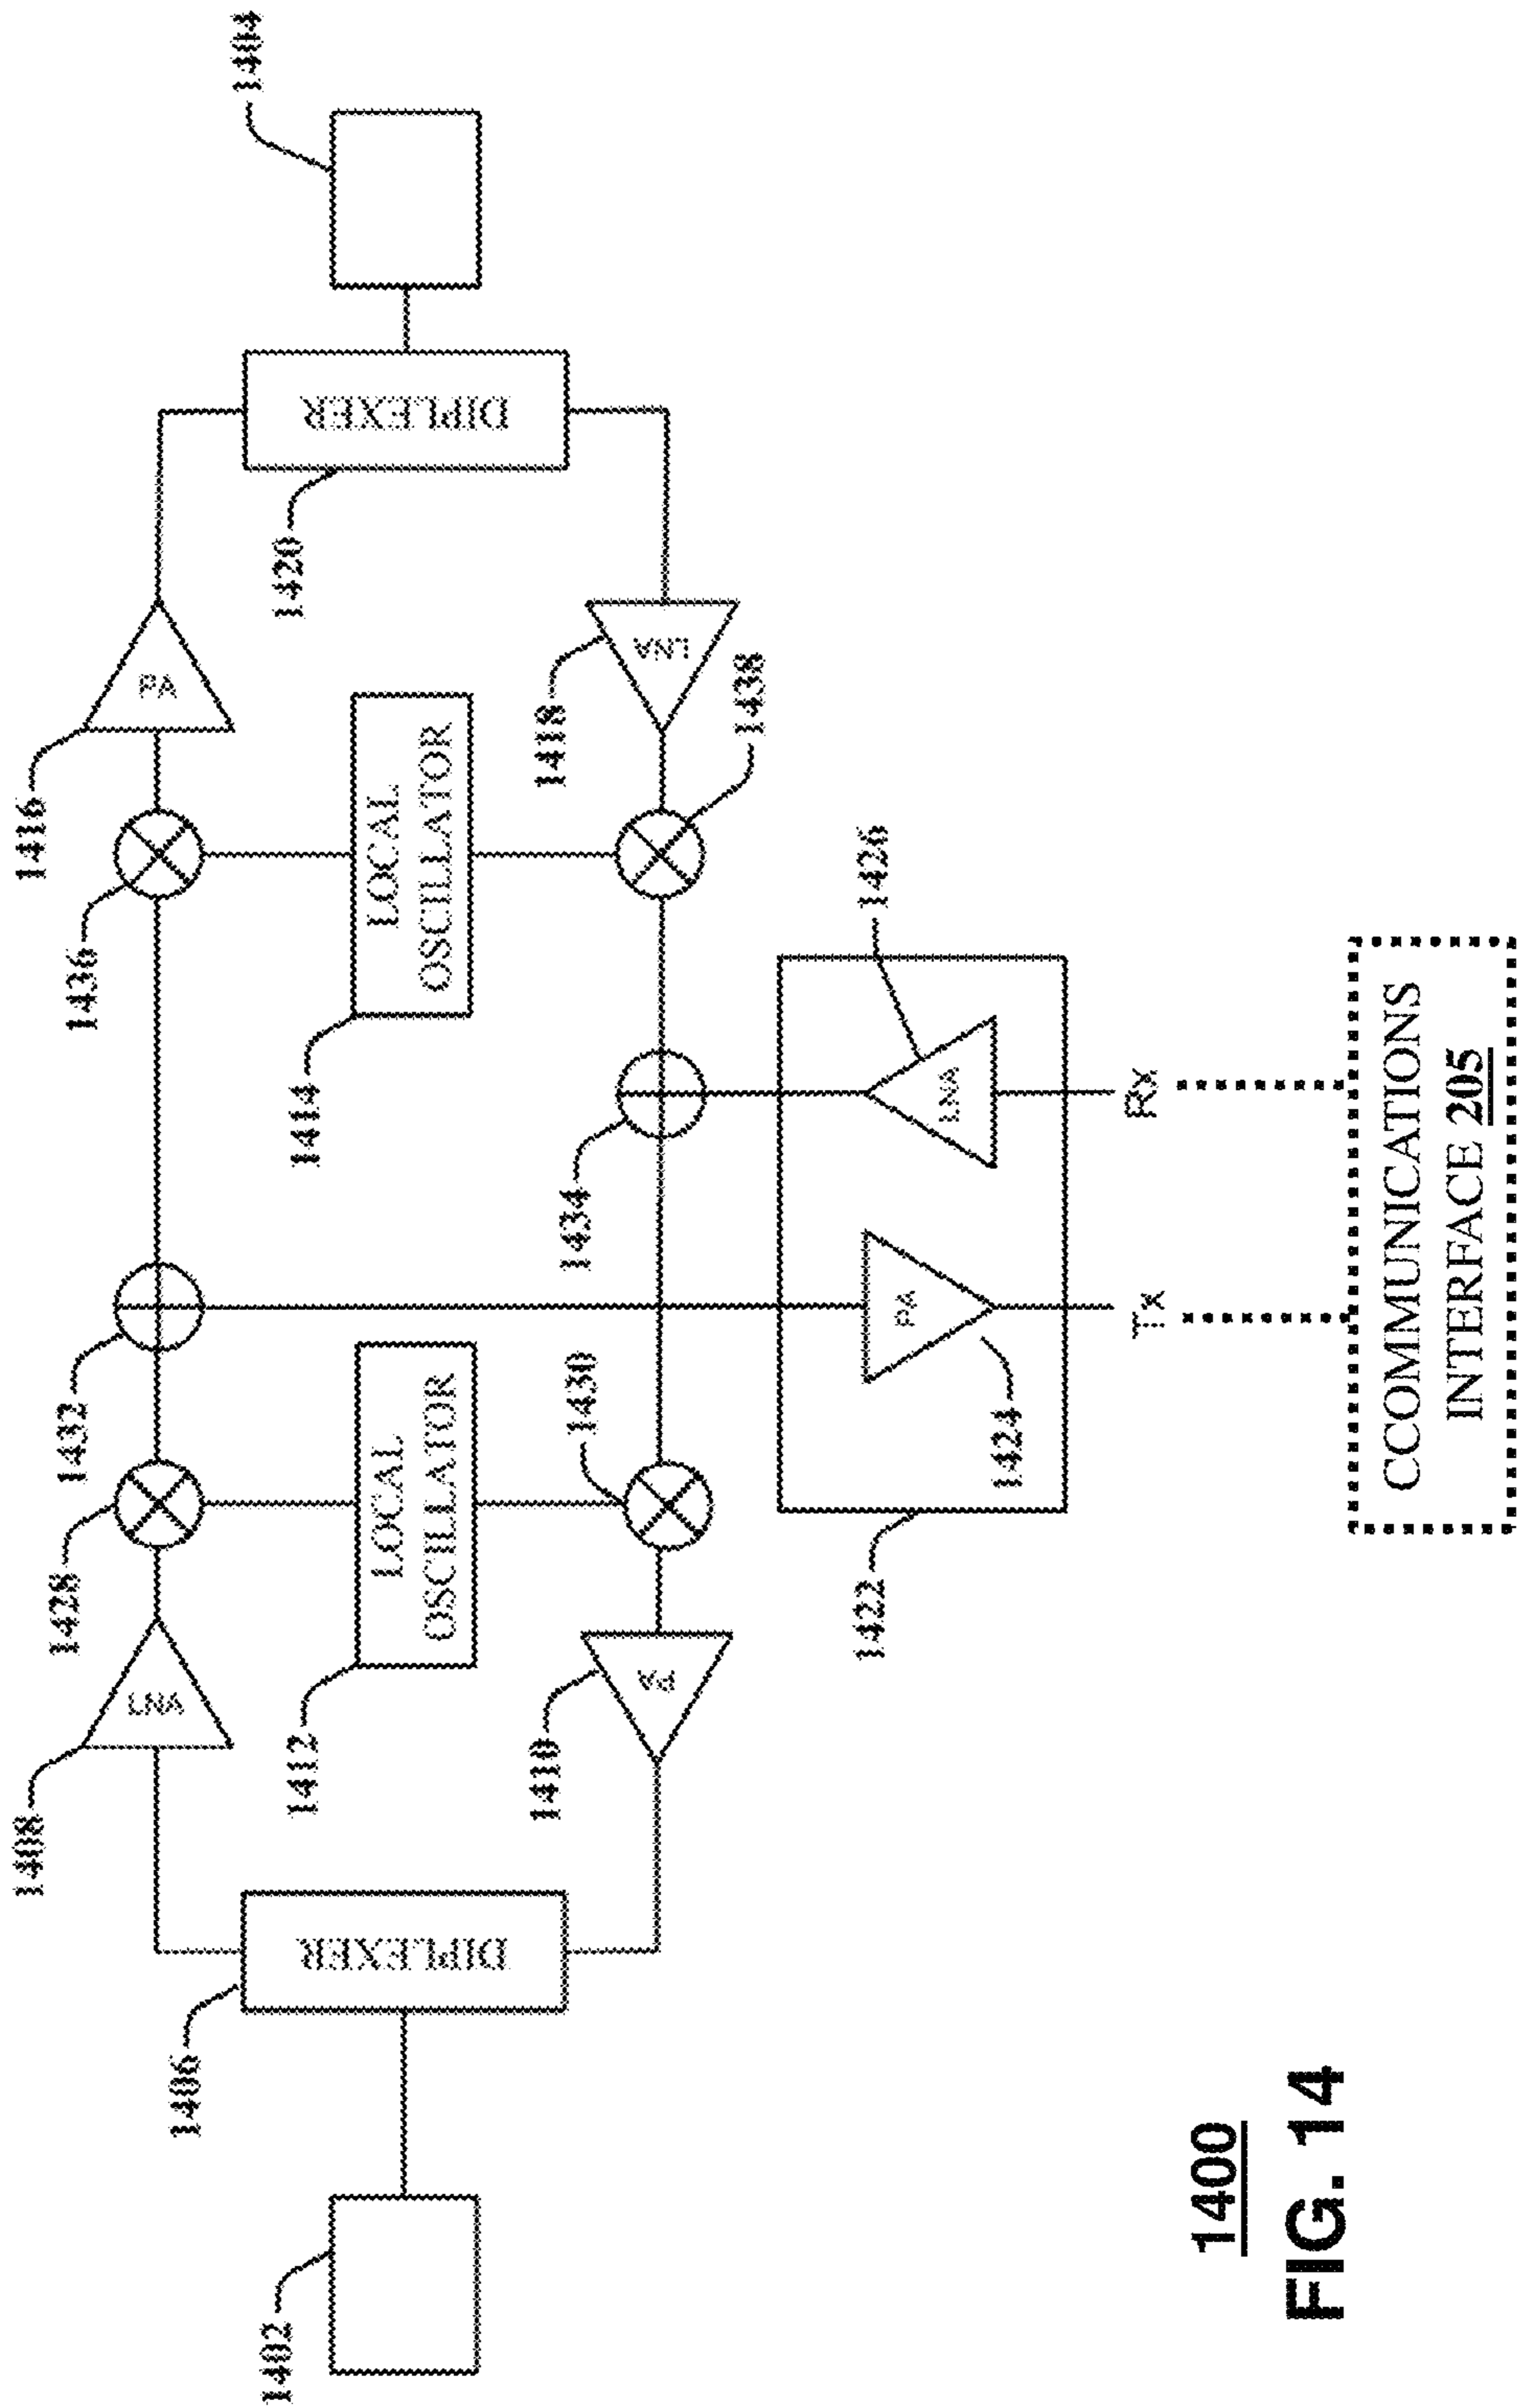 1408
1428
1432
1436
1416
LNA
PA
1406
1402
1412
1414
1420
1404
DIPLEXER
LOCAL
OSCILLATOR
LOCAL
OSCILLATOR
DIPLEXER
1410
1430
1434
1418
PA
LNA
1438
1422
1424
1426
PA
LNA
Tx
Rx
CCOMMUNICATIONS
INTERFACE 205
1400
FIG. 14